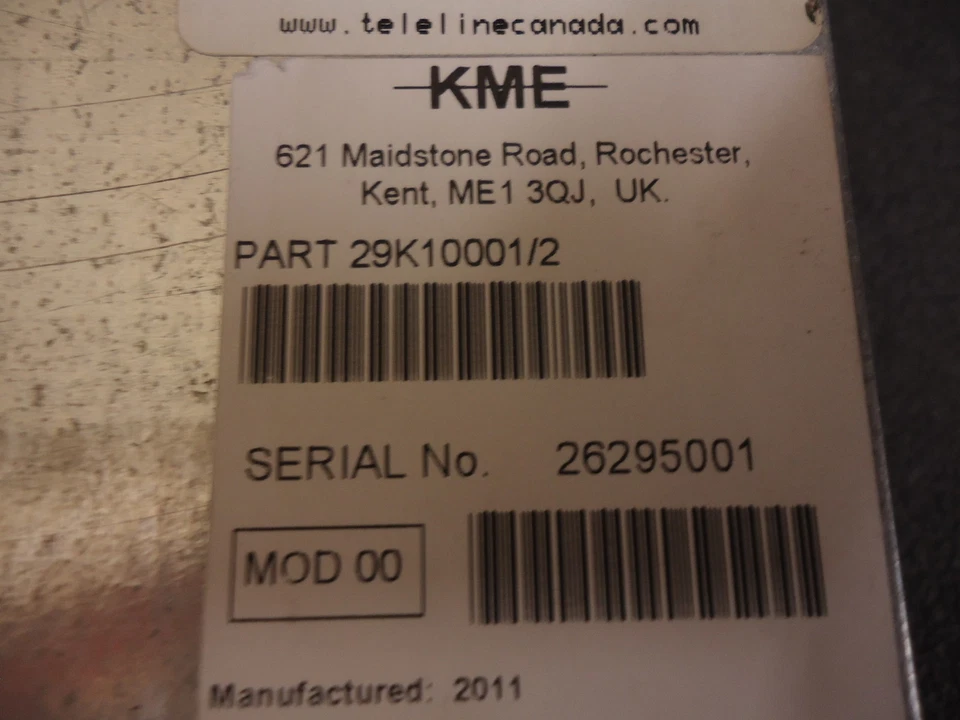 www.telelinecanada.com
KME
621 Maidstone Road, Rochester,
Kent, ME1 3QJ, UK.
PART 29K10001/2
SERIAL No. 26295001
MOD 00
Manufactured: 2011